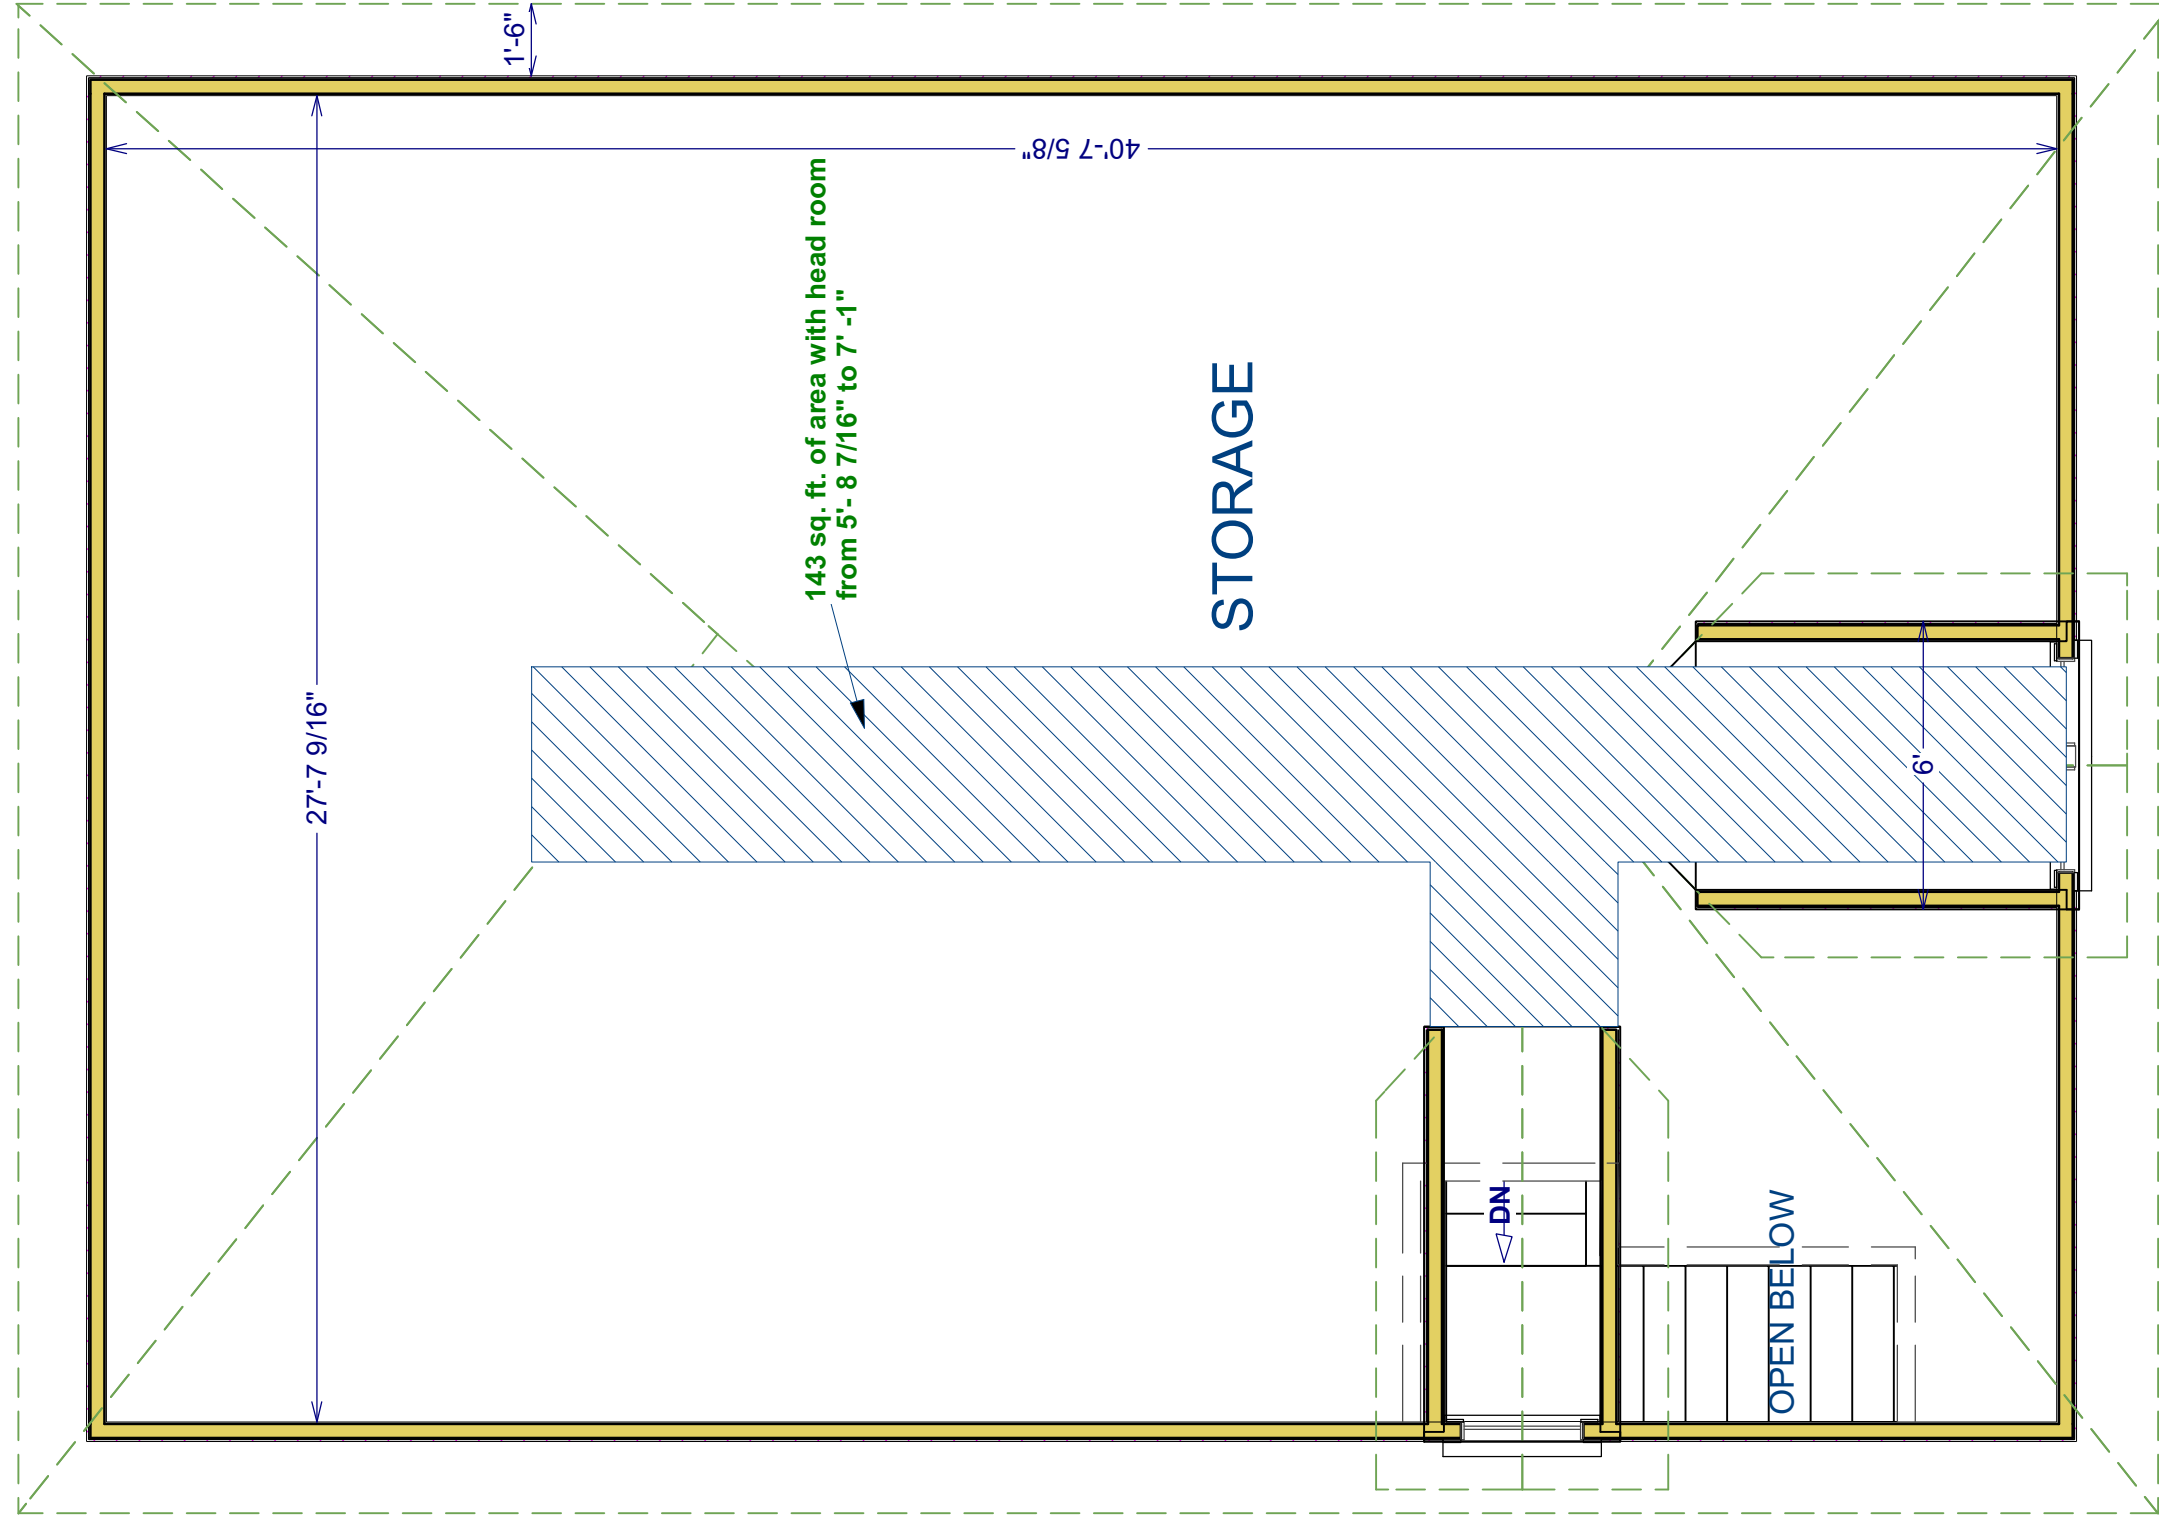 1'-9"
40'-7 5/8"
143 sq. ft. of area with head room
from 5'- 8 7/16" to 7' -1"
STORAGE
27'-7 9/16"
6'
DN
OPEN BELOW